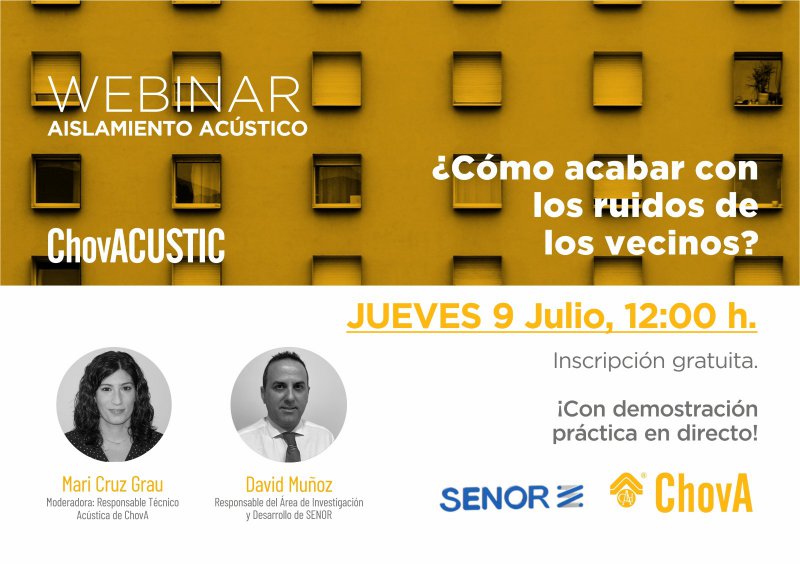 WEBINAR
AISLAMIENTO ACÚSTICO
¿Cómo acabar con
los ruidos de
los vecinos?
ChovACUSTIC
JUEVES 9 Julio, 12:00 h.
Inscripción gratuita.
¡Con demostración
práctica en directo!
Mari Cruz Grau
Moderadora: Responsable Técnico
Acústica de ChovA
David Muñoz
Responsable del Área de Investigación
y Desarrollo de SENOR
SENOR
® ChovA